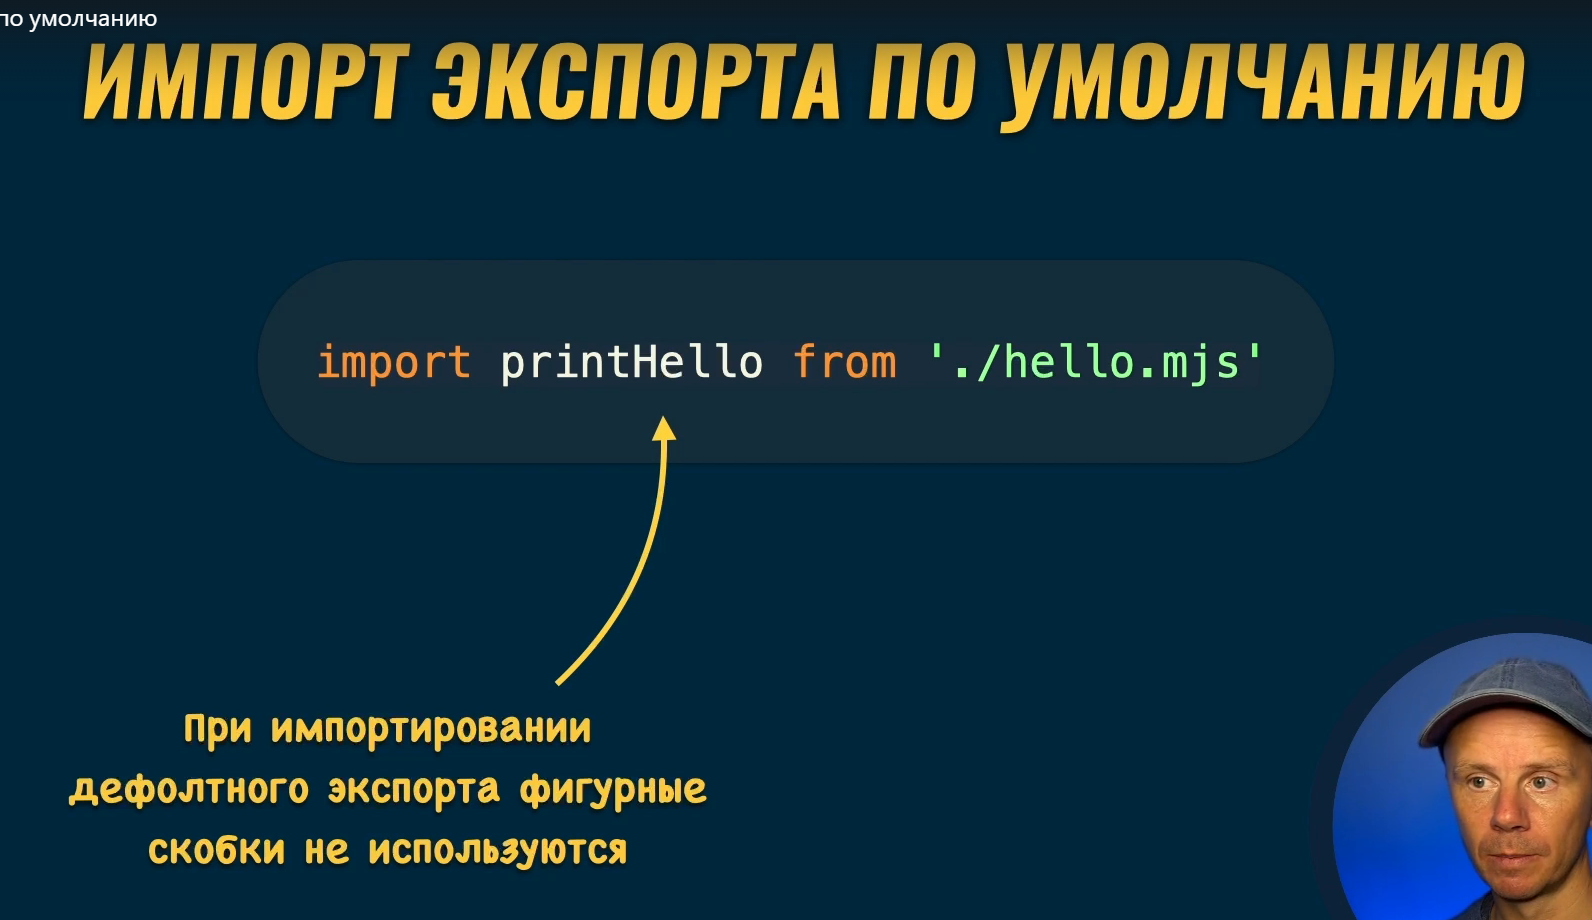 по умолчанию
ИМПОРТ ЭКСПОРТА ПО УМОЛЧАНИЮ
import printHello from './hello.mjs'
При импортировании
дефолтного экспорта фигурные
скобки не используются